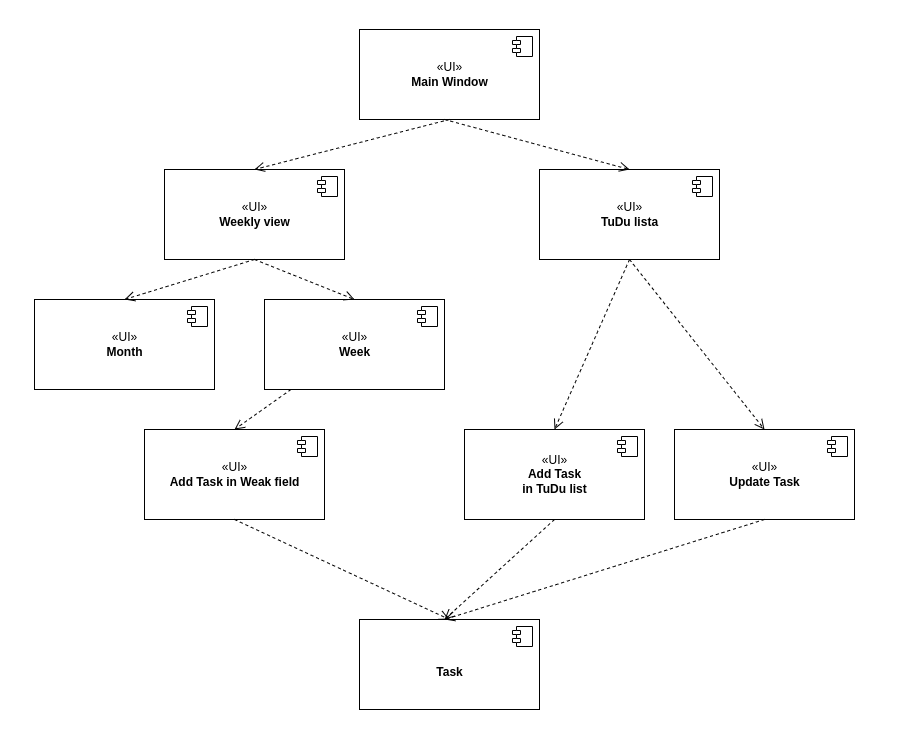 «UI»
Main Window
«UI»
Weekly view
«UI»
TuDu lista
«UI»
Month
«UI»
Week
«UI»
Add Task in Weak field
«UI»
Add Task
in TuDu list
«UI»
Update Task
Task